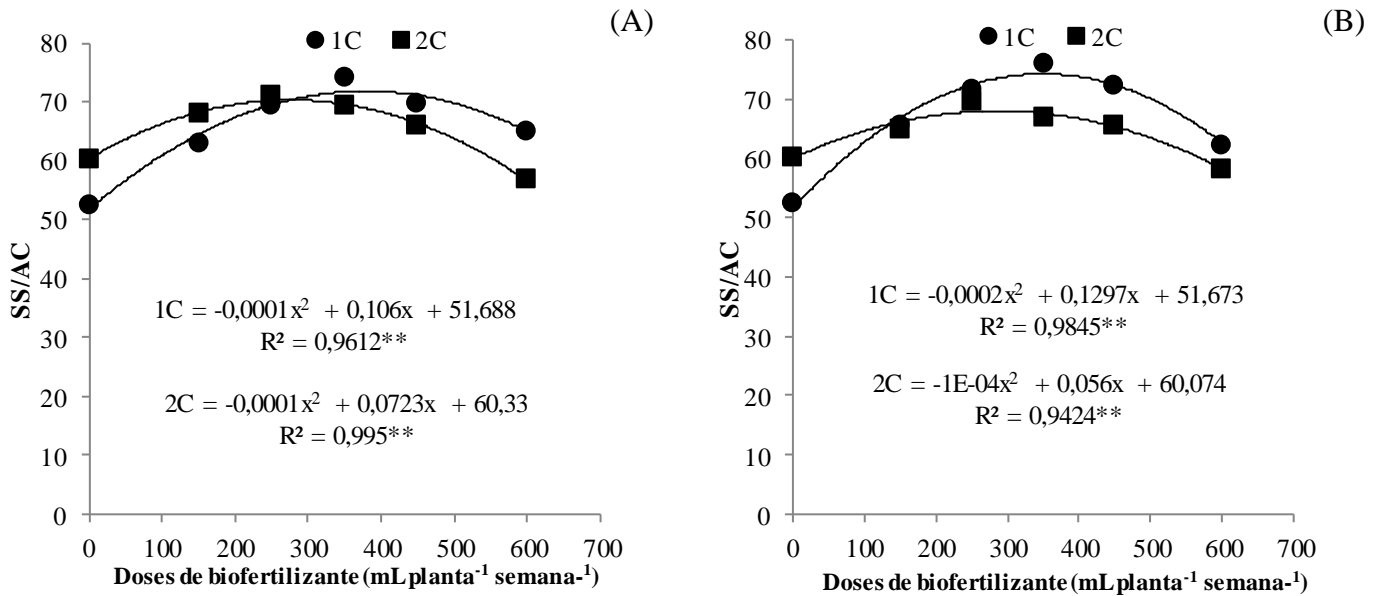 (A)
1C 2C
80
70
60
50
40
30
20
10
0
SS/AC
1C = -0,0001x² + 0,106x + 51,688
R² = 0,9612**
2C = -0,0001x² + 0,0723x + 60,33
R² = 0,995**
0 100 200 300 400 500 600 700
Doses de biofertilizante (mL planta⁻¹ semana-¹)
(B)
1C 2C
80
70
60
50
40
30
20
10
0
SS/AC
1C = -0,0002x² + 0,1297x + 51,673
R² = 0,9845**
2C = -1E-04x² + 0,056x + 60,074
R² = 0,9424**
0 100 200 300 400 500 600 700
Doses de biofertilizante (mL planta⁻¹ semana-¹)